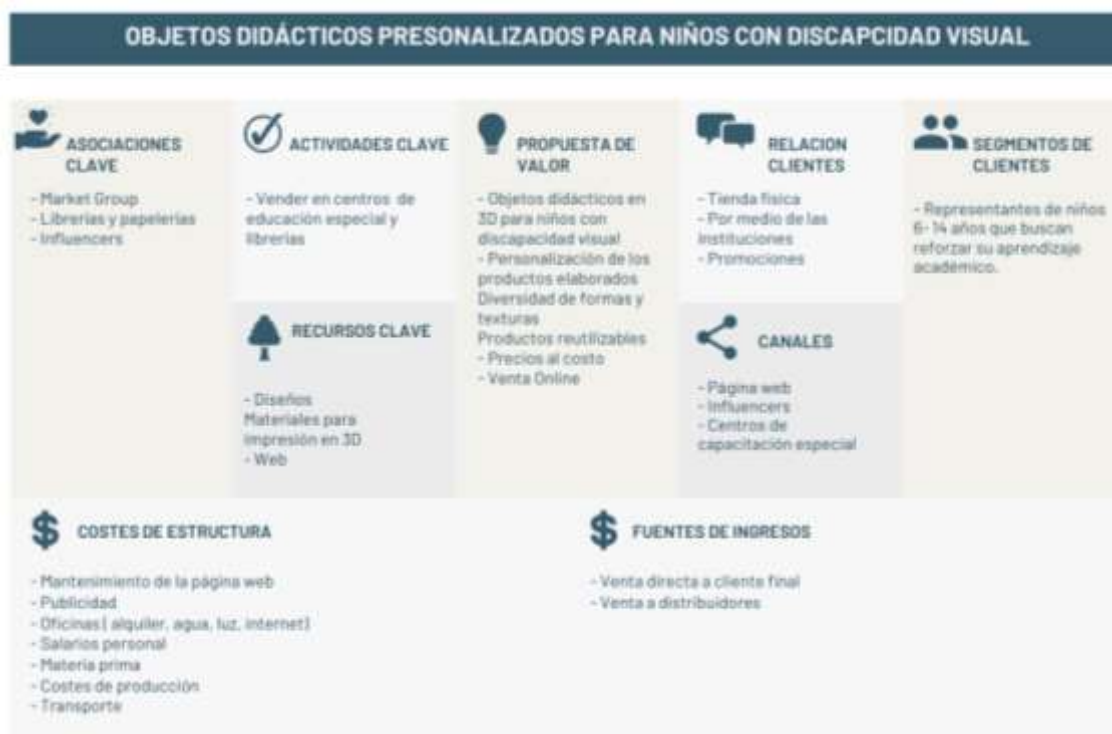 OBJETOS DIDÁCTICOS PRESONALIZADOS PARA NIÑOS CON DISCAPCIDAD VISUAL
ASOCIACIONES
CLAVE
- Market Group
- Librerías y papelerías
- Influencers
ACTIVIDADES CLAVE
- Vender en centros de
educación especial y
librerías
RECURSOS CLAVE
- Diseños
Materiales para
impresión en 3D
- Web
PROPUESTA DE
VALOR
- Objetos didácticos en
3D para niños con
discapacidad visual
- Personalización de los
productos elaborados
Diversidad de formas y
texturas
Productos reutilizables
- Precios al costo
- Venta Online
RELACION
CLIENTES
- Tienda física
- Por medio de las
instituciones
- Promociones
CANALES
- Página web
- Influencers
- Centros de
capacitación especial
SEGMENTOS DE
CLIENTES
- Representantes de niños
6- 14 años que buscan
reforzar su aprendizaje
académico.
COSTES DE ESTRUCTURA
- Mantenimiento de la página web
- Publicidad
- Oficinas( alquiler, agua, luz, internet)
- Salarios personal
- Materia prima
- Costes de producción
- Transporte
FUENTES DE INGRESOS
- Venta directa a cliente final
- Venta a distribuidores